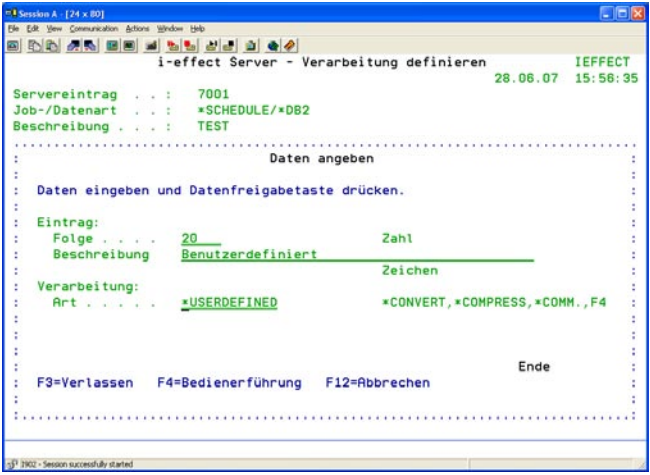 Session A - [24 x 80]
File Edit View Communication Actions Window Help
i-effect Server - Verarbeitung definieren IEFFECT
28.06.07 15:56:35
Servereintrag . . : 7001
Job-/Datenart . . : *SCHEDULE/*DB2
Beschreibung . . . : TEST
Daten angeben
Daten eingeben und Datenfreigabetaste drücken.
Eintrag:
Folge . . . . 20 Zahl
Beschreibung Benutzerdefiniert
Zeichen
Verarbeitung:
Art . . . . . *USERDEFINED *CONVERT,*COMPRESS,*COMM.,F4
Ende
F3=Verlassen F4=Bedienerführung F12=Abbrechen
I902 - Session successfully started